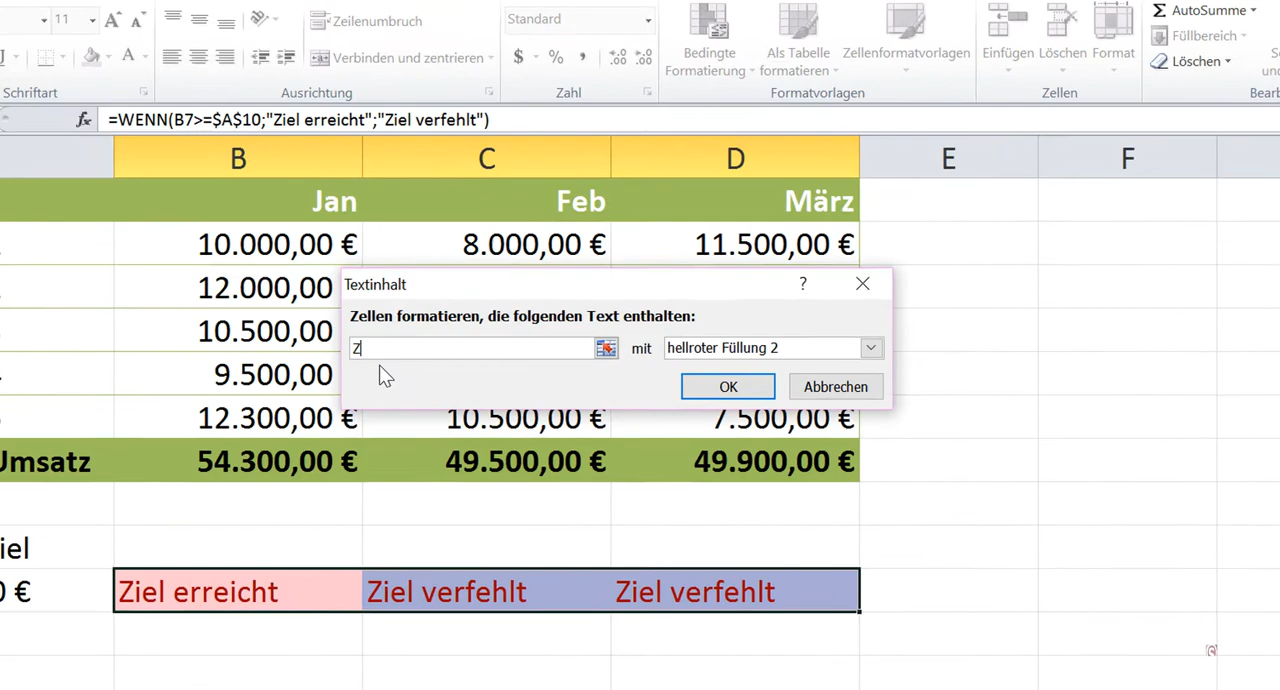 11 A A Zeilenumbruch Standard AutoSumme
Bedingte Als Tabelle Zellenformatvorlagen Einfügen Löschen Format Füllbereich
Verbinden und zentrieren $ % Formatierung formatieren Löschen
Schriftart Ausrichtung Zahl Formatvorlagen Zellen
fx =WENN(B7>=$A$10;"Ziel erreicht";"Ziel verfehlt")
B C D E F
Jan Feb März
10.000,00 € 8.000,00 € 11.500,00 €
12.000,00 Textinhalt ?
Zellen formatieren, die folgenden Text enthalten:
10.500,00 Z mit hellroter Füllung 2
9.500,00 OK Abbrechen
12.300,00 € 10.500,00 € 7.500,00 €
Umsatz 54.300,00 € 49.500,00 € 49.900,00 €
iel
0 € Ziel erreicht Ziel verfehlt Ziel verfehlt